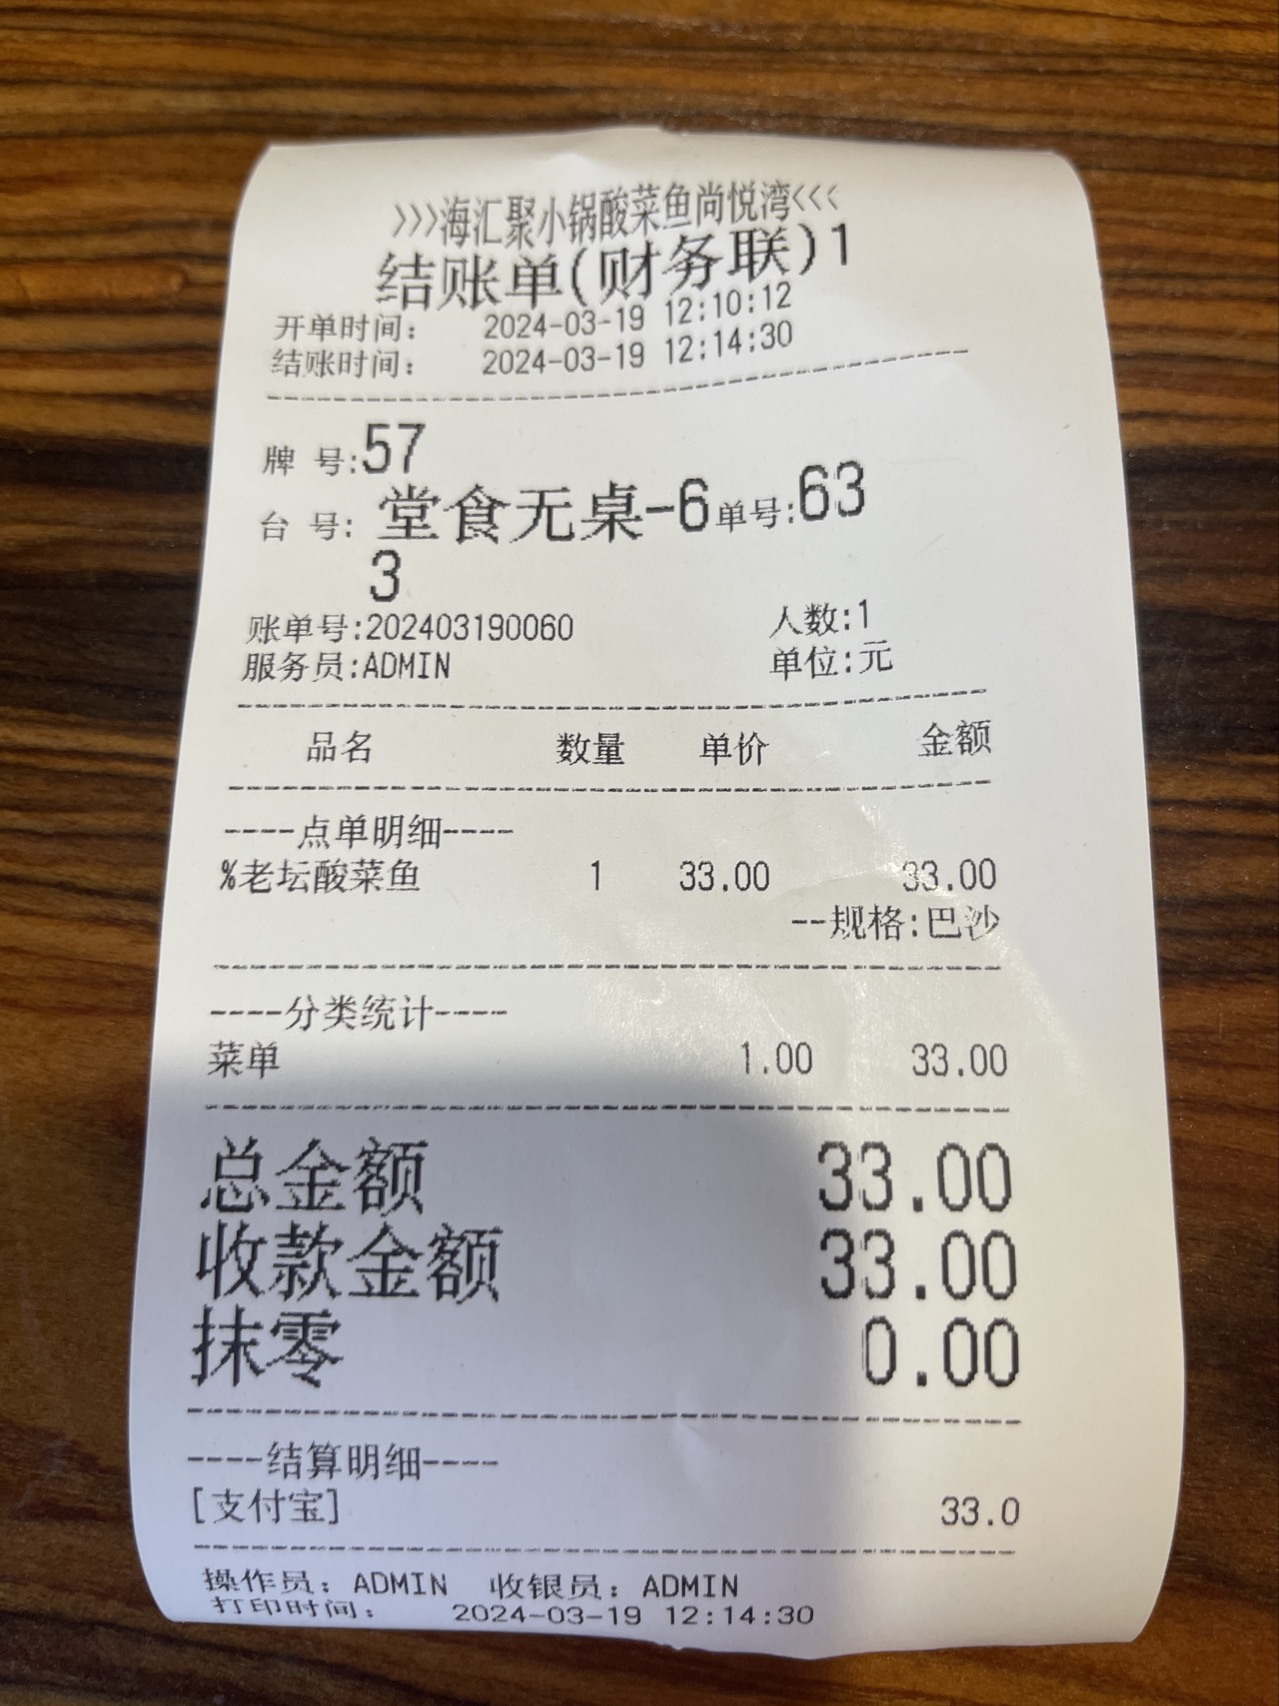 >>>海汇聚小锅酸菜鱼尚悦湾<<<
结账单(财务联)1
开单时间: 2024-03-19 12:10:12
结账时间: 2024-03-19 12:14:30
牌 号:57
台 号: 堂食无桌-6单号:63
3
账单号:202403190060 人数:1
服务员:ADMIN 单位:元
品名 数量 单价 金额
----点单明细----
%老坛酸菜鱼 1 33.00 33.00
--规格:巴沙
----分类统计----
菜单 1.00 33.00
总金额 33.00
收款金额 33.00
抹零 0.00
----结算明细----
[支付宝] 33.0
操作员: ADMIN 收银员: ADMIN
打印时间: 2024-03-19 12:14:30